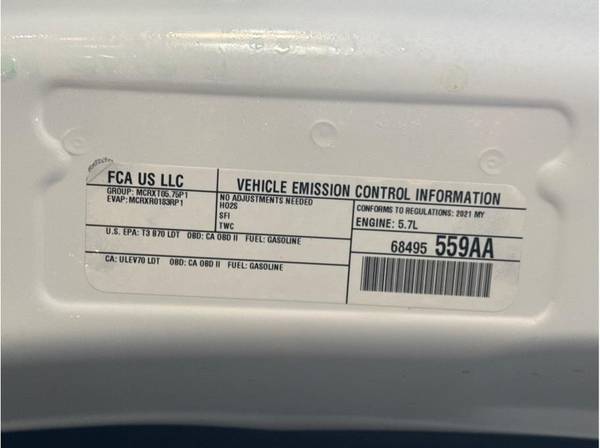 FCA US LLC
GROUP: MCRXT05.75P1
EVAP: MCRXR0183RP1
VEHICLE EMISSION CONTROL INFORMATION
NO ADJUSTMENTS NEEDED
HO2S
SFI
TWC
CONFORMS TO REGULATIONS: 2021 MY
ENGINE: 5.7L
U.S. EPA: T3 B70 LDT OBD: CA OBD II FUEL: GASOLINE
68495 559AA
CA: ULEV70 LDT OBD: CA OBD II FUEL: GASOLINE